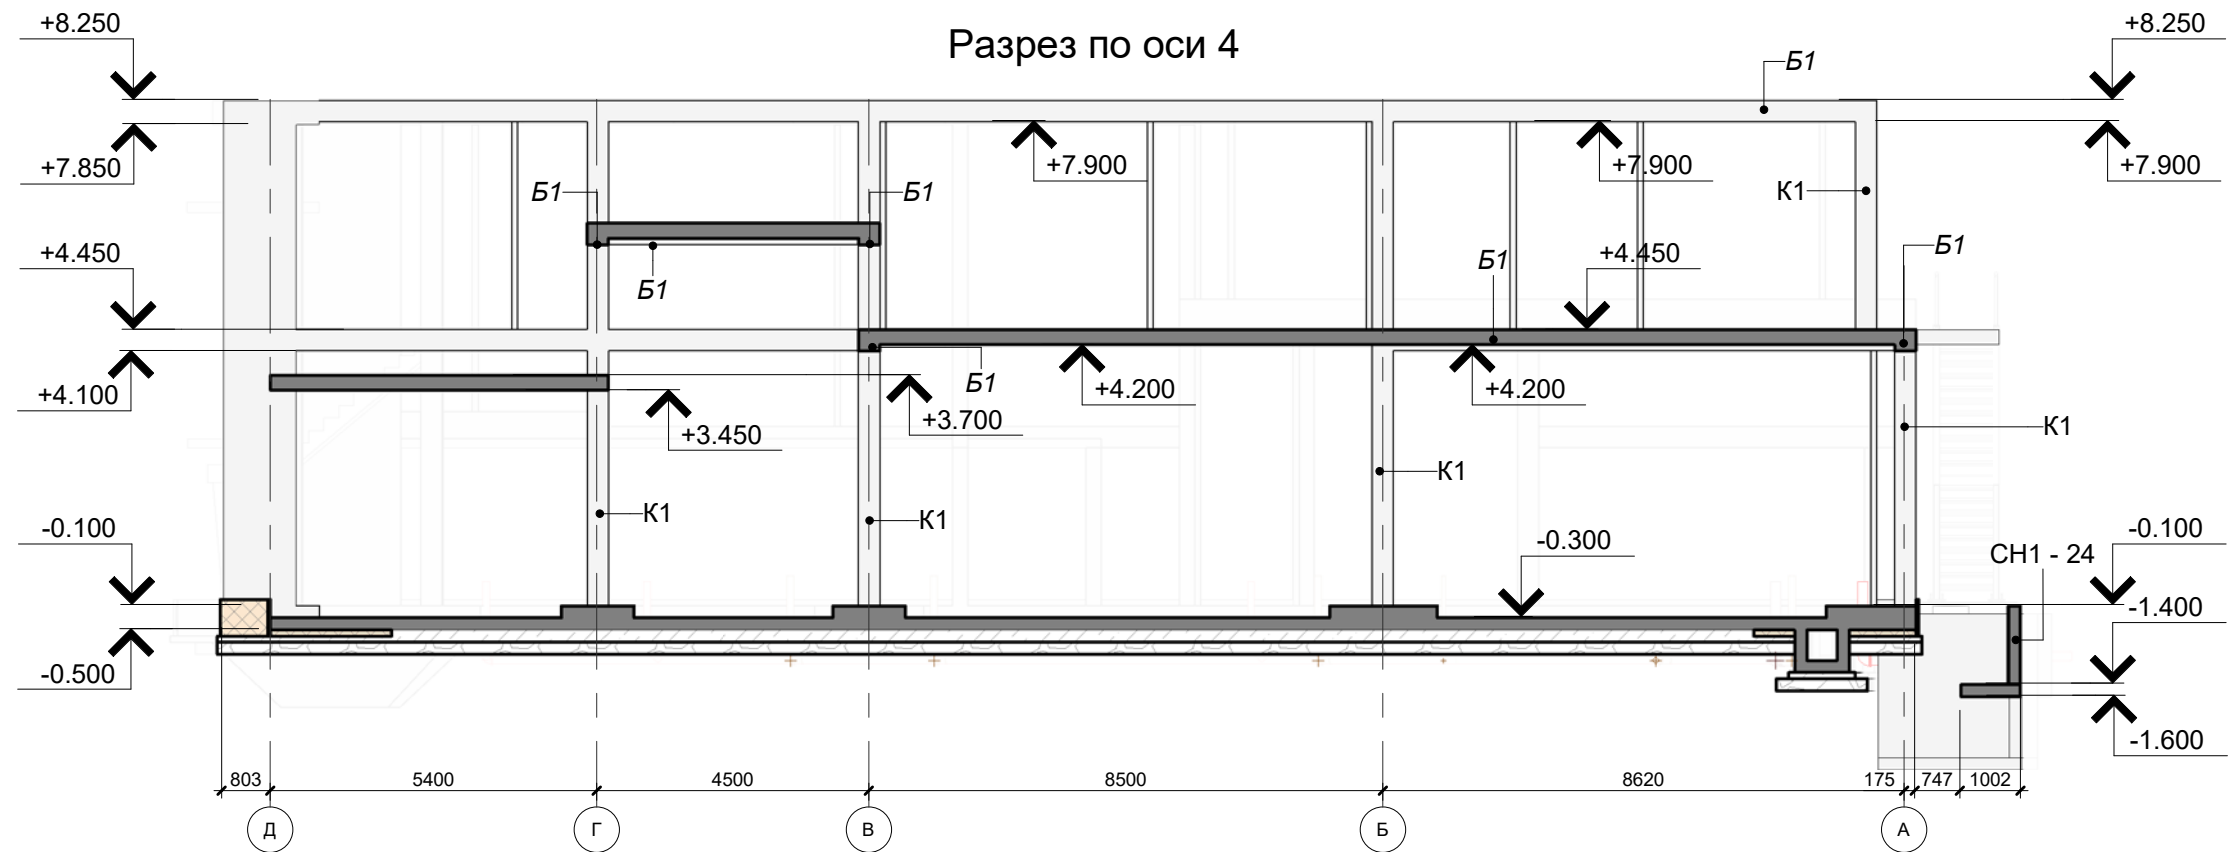 +8.250
Разрез по оси 4
+8.250
Б1
+7.850
+7.900
+7.900
+7.900
Б1
Б1
К1
+4.450
+4.450
Б1
Б1
Б1
+4.100
Б1
+4.200
+4.200
+3.700
+3.450
К1
К1
К1
К1
-0.100
-0.300
-0.100
СН1 - 24
-1.400
-0.500
-1.600
803
5400
4500
8500
8620
175
747
1002
Д
Г
В
Б
А